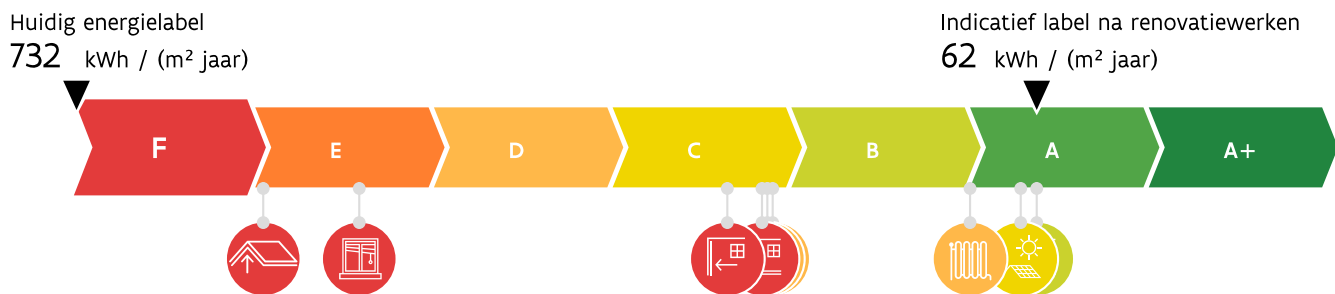 Huidig energielabel
732 kWh / (m² jaar)
Indicatief label na renovatiewerken
62 kWh / (m² jaar)
F
E
D
C
B
A
A+